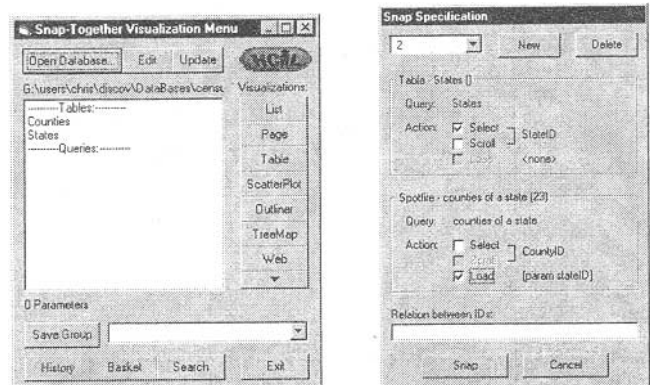 Snap-Together Visualization Menu
Open Database... Edit Update
HCIL
G:\users\chris\discov\DataBases\censu Visualizations:
---------Tables:---------
Counties
States
---------Queries:---------
List
Page
Table
ScatterPlot
Outliner
TreeMap
Web
0 Parameters
Save Group
History Basket Search Exit
Snap Specification
2 New Delete
Table - States []
Query: States
Action: Select
Scroll
StateID
Load <none>
Spotfire - counties of a state (23)
Query: counties of a state
Action: Select
Scroll
CountyID
Load [param stateID]
Relation between IDs:
Snap Cancel